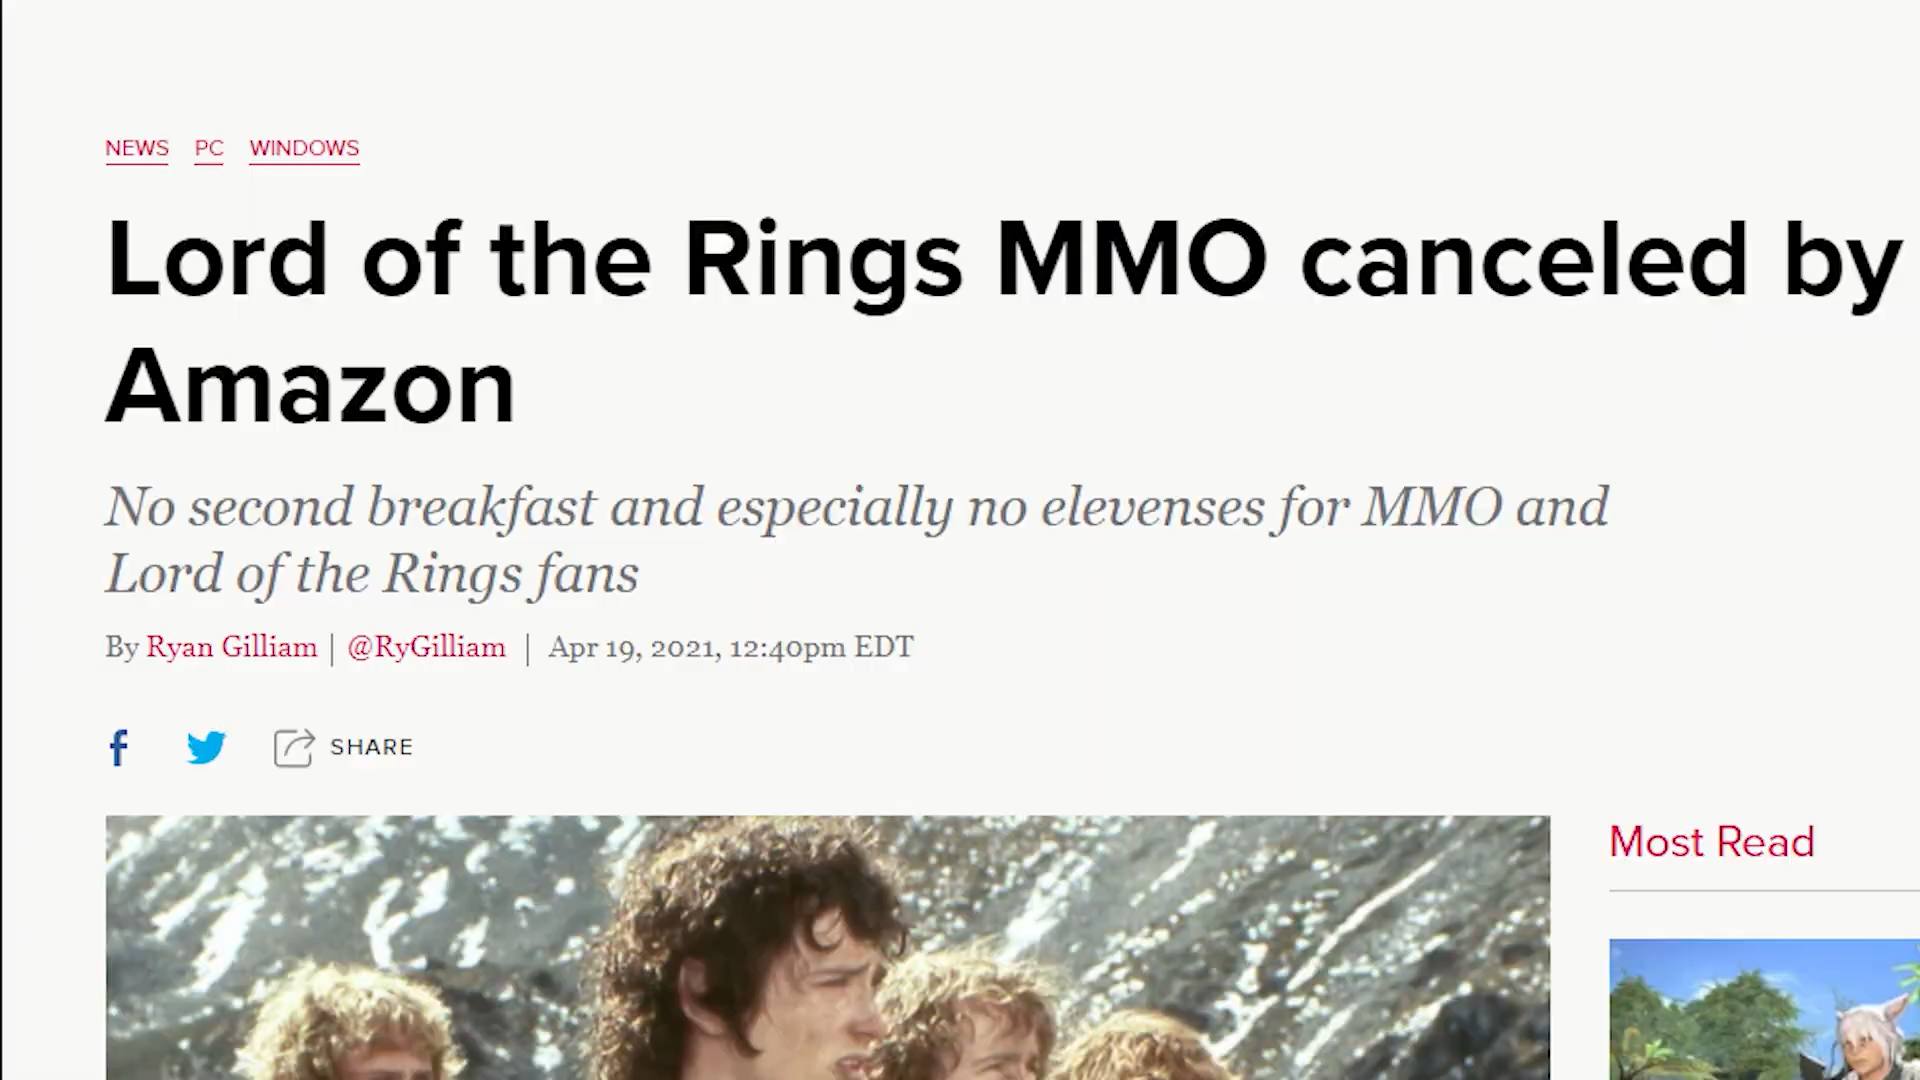 NEWS PC WINDOWS
Lord of the Rings MMO canceled by
Amazon
No second breakfast and especially no elevenses for MMO and
Lord of the Rings fans
By Ryan Gilliam | @RyGilliam | Apr 19, 2021, 12:40pm EDT
SHARE
Most Read